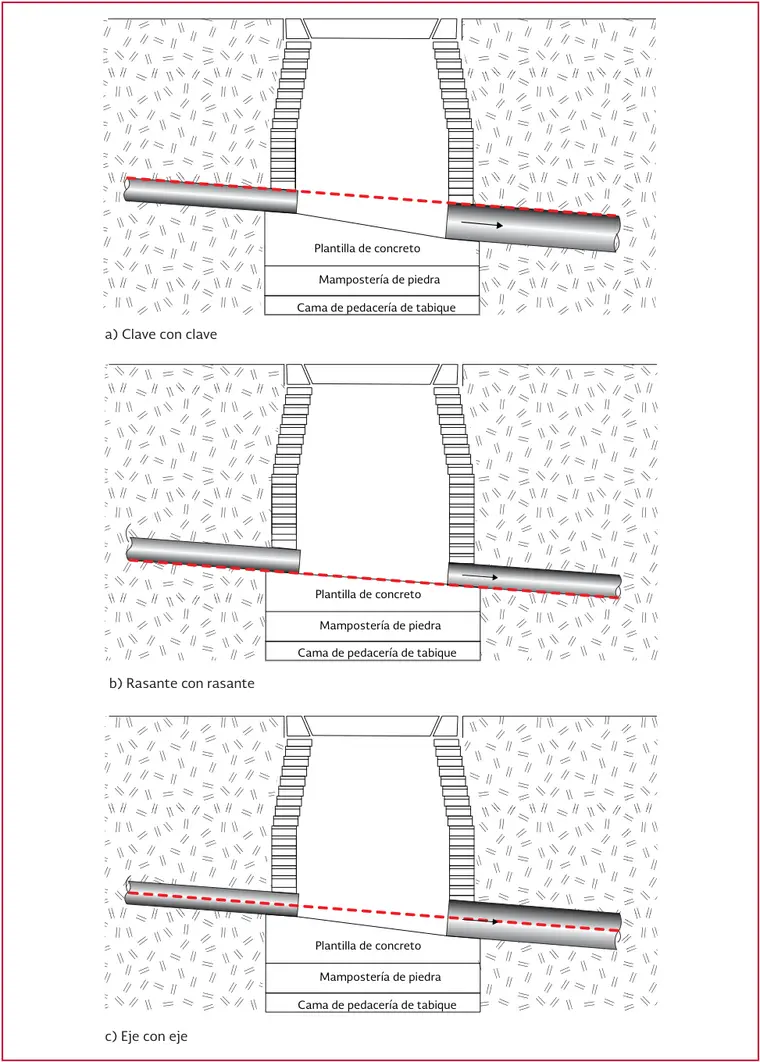 Plantilla de concreto
Mampostería de piedra
Cama de pedacería de tabique
a) Clave con clave
Plantilla de concreto
Mampostería de piedra
Cama de pedacería de tabique
b) Rasante con rasante
Plantilla de concreto
Mampostería de piedra
Cama de pedacería de tabique
c) Eje con eje